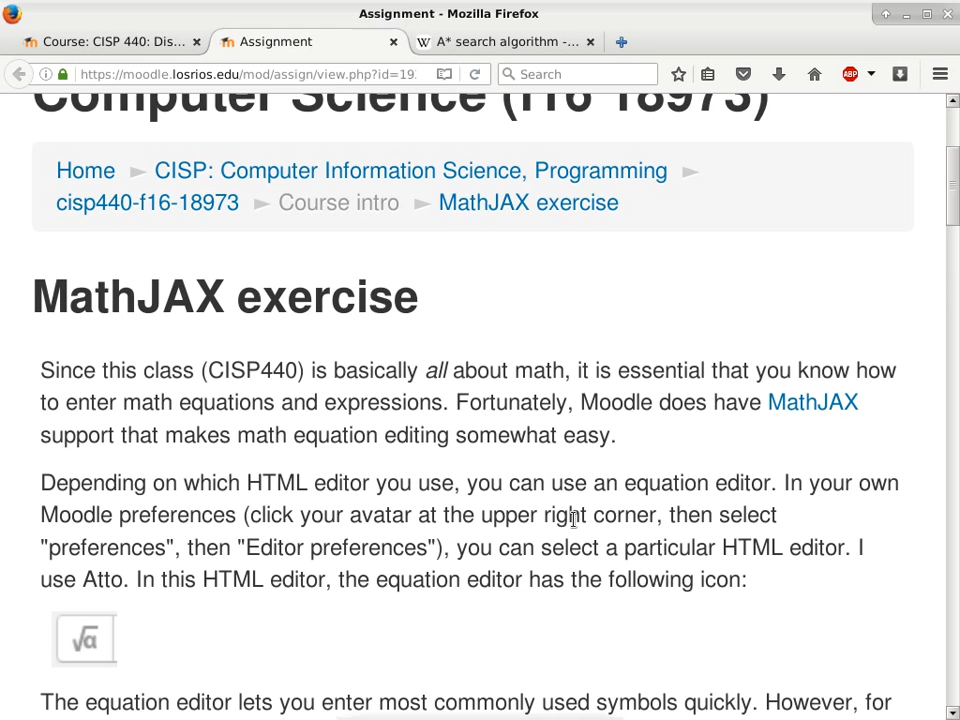 Assignment - Mozilla Firefox
Course: CISP 440: Dis...
Assignment
W A* search algorithm -...
https://moodle.losrios.edu/mod/assign/view.php?id=19
Search
ABP
Computer Science (f16 18973)
Home ► CISP: Computer Information Science, Programming ►
cisp440-f16-18973 ► Course intro ► MathJAX exercise
MathJAX exercise
Since this class (CISP440) is basically all about math, it is essential that you know how
to enter math equations and expressions. Fortunately, Moodle does have MathJAX
support that makes math equation editing somewhat easy.
Depending on which HTML editor you use, you can use an equation editor. In your own
Moodle preferences (click your avatar at the upper right corner, then select
"preferences", then "Editor preferences"), you can select a particular HTML editor. I
use Atto. In this HTML editor, the equation editor has the following icon:
√a
The equation editor lets you enter most commonly used symbols quickly. However, for